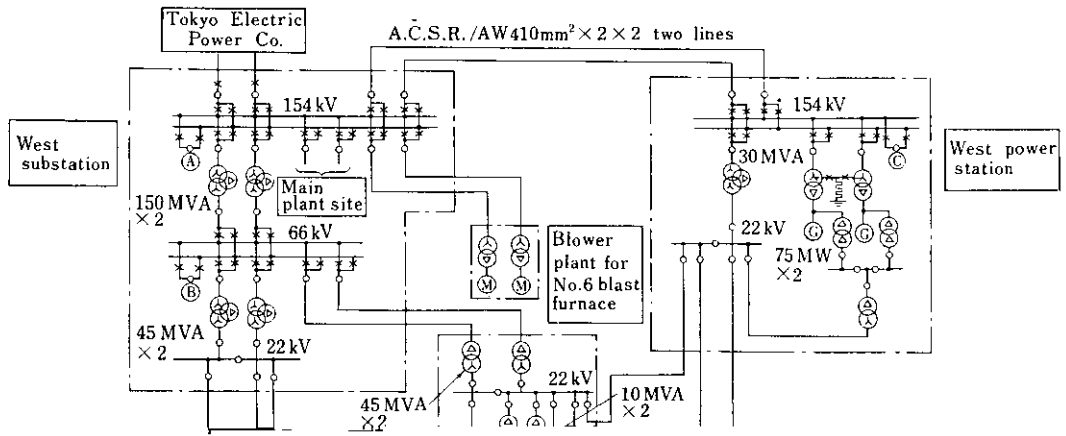 Tokyo Electric
Power Co.
A.C.S.R./AW410mm²×2×2 two lines
154 kV
154 kV
West
substation
A
30 MVA
C
West power
station
Main
plant site
150 MVA
×2
66 kV
Blower
plant for
No.6 blast
furnace
22 kV
G
G
75 MW
×2
B
M
M
45 MVA
×2
22 kV
22 kV
45 MVA
×2
10 MVA
×2